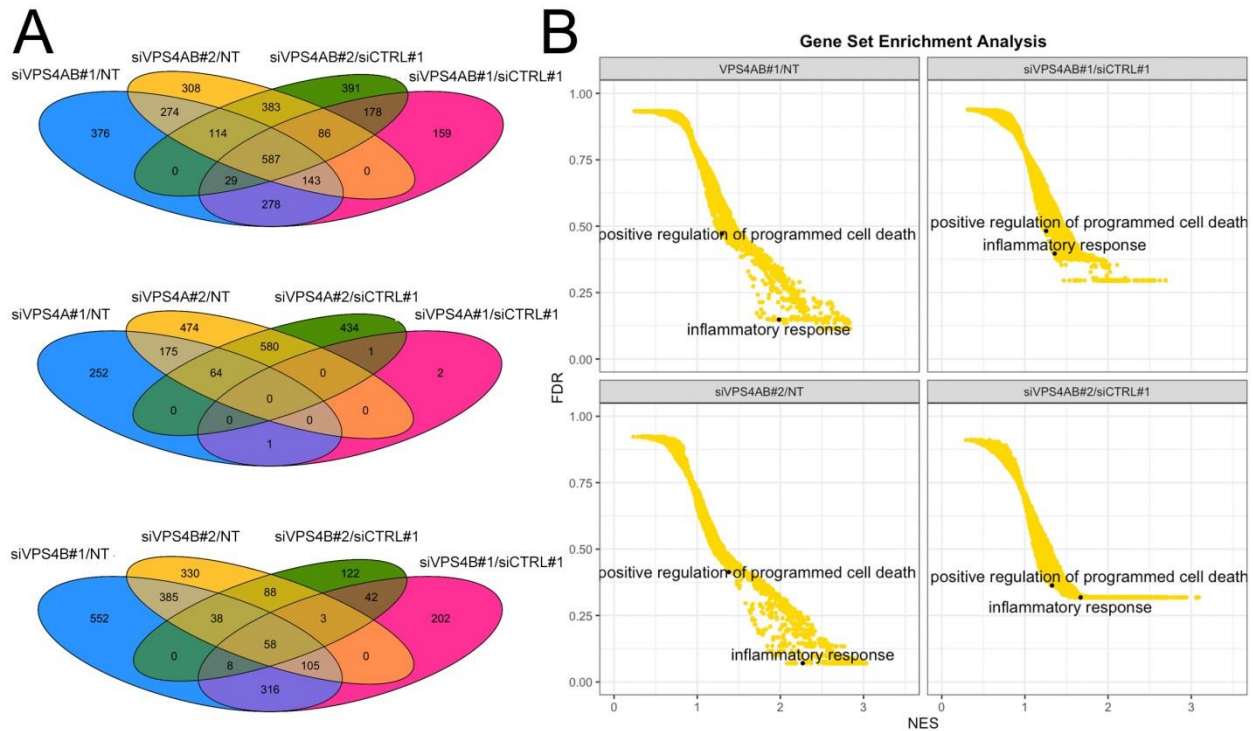 A
siVPS4AB#2/NT siVPS4AB#2/siCTRL#1
siVPS4AB#1/NT siVPS4AB#1/siCTRL#1
308 391
274 383 178
376 114 86 159
587
0 29 143 0
278
siVPS4A#2/NT siVPS4A#2/siCTRL#1
siVPS4A#1/NT siVPS4A#1/siCTRL#1
474 434
175 580 1
252 64 0 2
0
0 0 0 0
1
siVPS4B#2/NT siVPS4B#2/siCTRL#1
siVPS4B#1/NT siVPS4B#1/siCTRL#1
330 122
385 88 42
552 38 3 202
58
0 8 105 0
316
B
Gene Set Enrichment Analysis
VPS4AB#1/NT siVPS4AB#1/siCTRL#1
1.00
0.75
0.50
0.25
0.00
positive regulation of programmed cell death
inflammatory response
positive regulation of programmed cell death
inflammatory response
FDR
siVPS4AB#2/NT siVPS4AB#2/siCTRL#1
1.00
0.75
0.50
0.25
0.00
positive regulation of programmed cell death
inflammatory response
positive regulation of programmed cell death
inflammatory response
0 1 2 3 0 1 2 3
NES